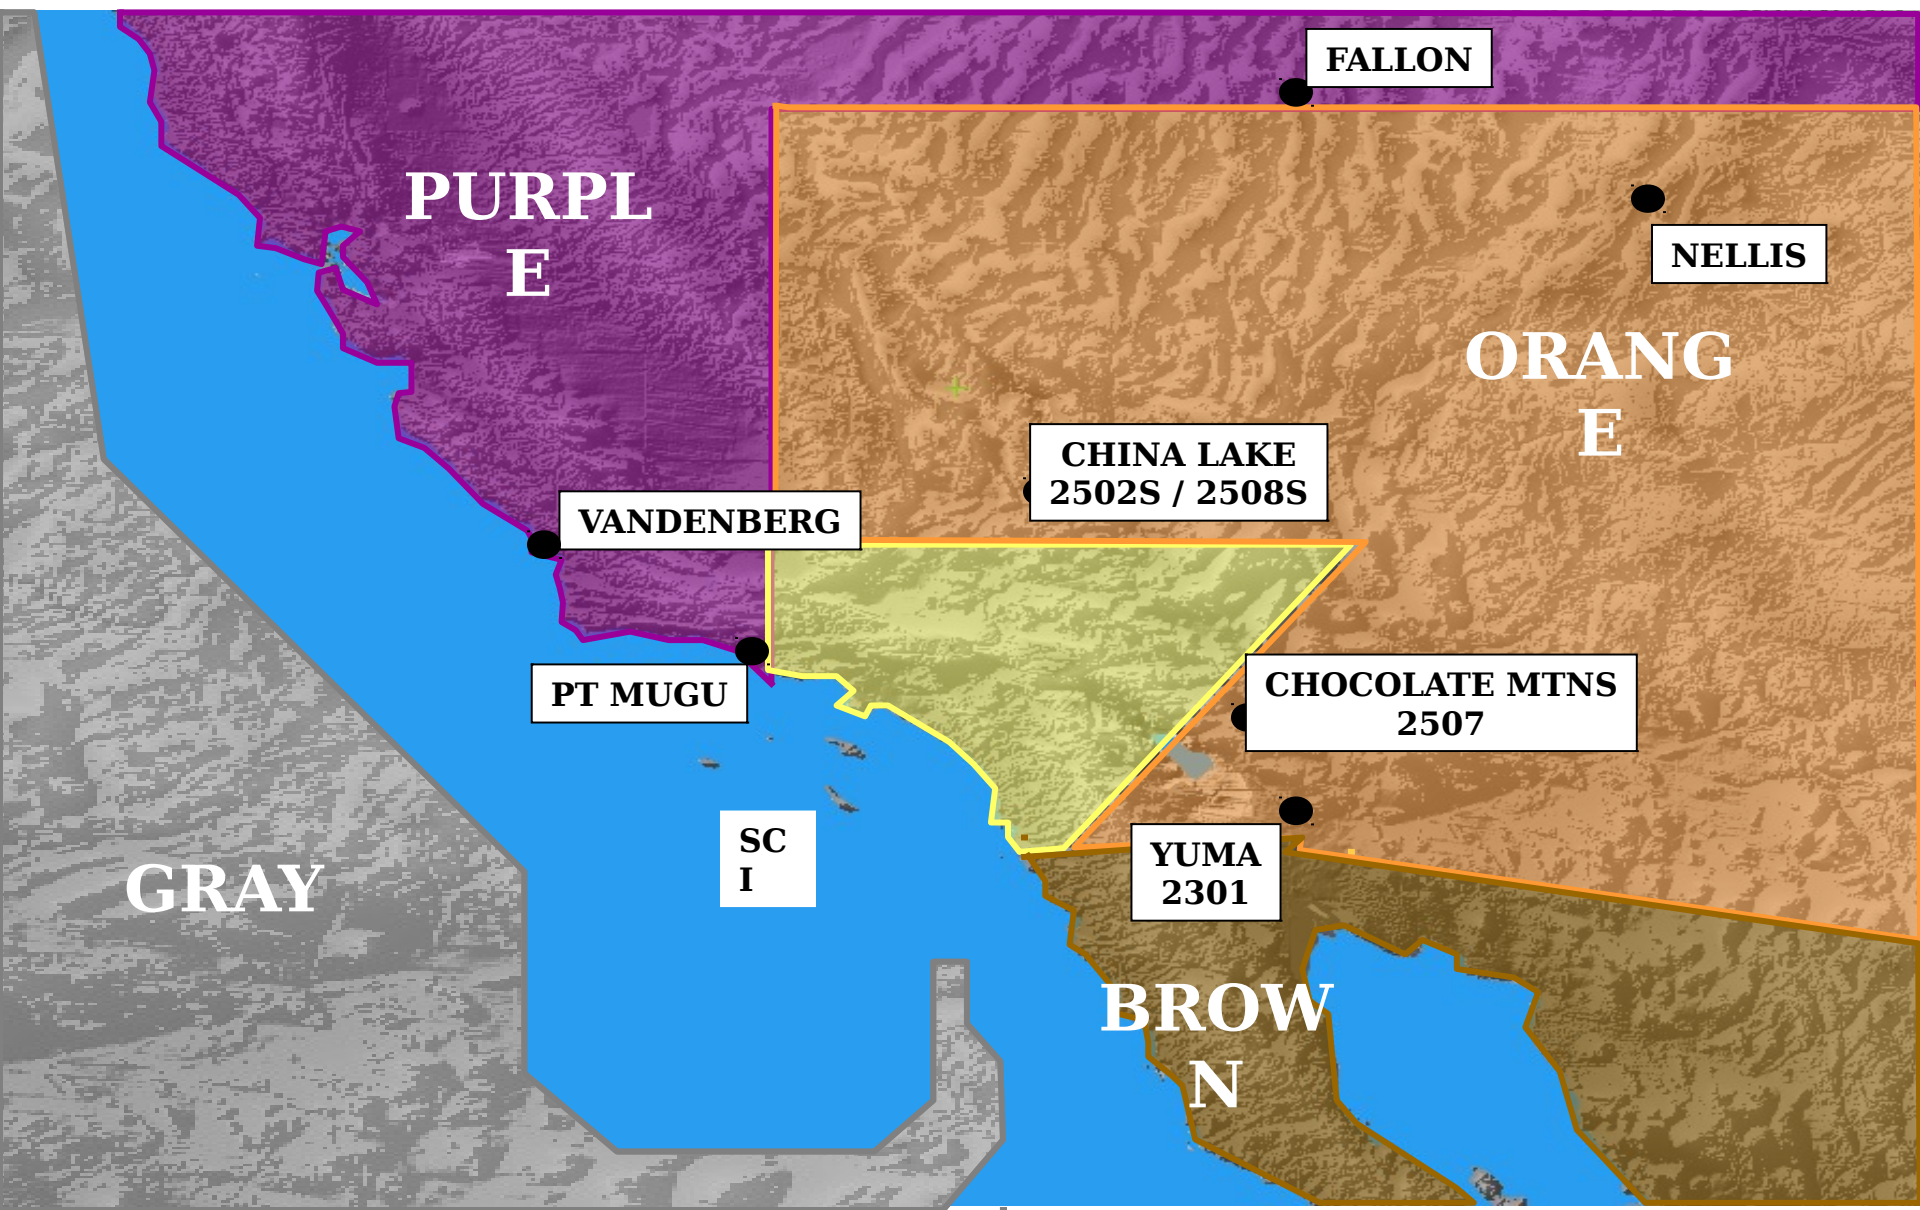 FALLON
PURPL
E
NELLIS
ORANG
E
CHINA LAKE
2502S / 2508S
VANDENBERG
PT MUGU
CHOCOLATE MTNS
2507
SC
I
YUMA
2301
GRAY
BROW
N